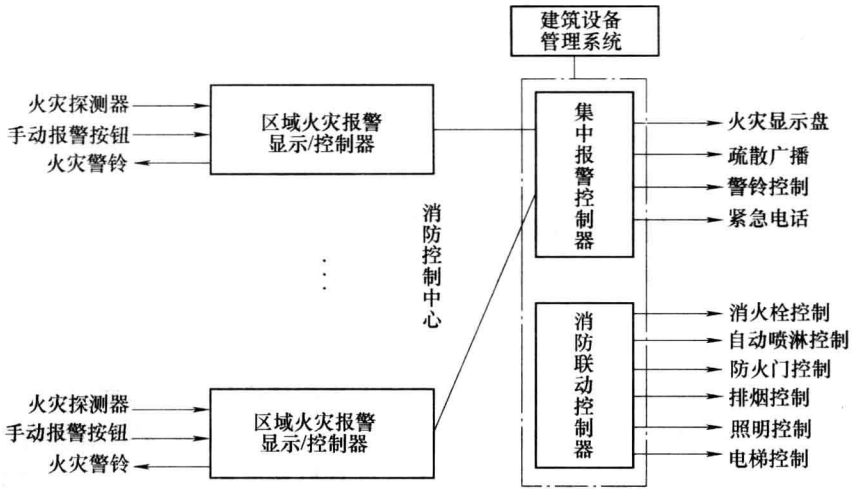 建筑设备
管理系统
火灾探测器
手动报警按钮
火灾警铃
区域火灾报警
显示/控制器
集中报警控制器
火灾显示盘
疏散广播
警铃控制
紧急电话
消防控制中心
消防联动控制器
消火栓控制
自动喷淋控制
防火门控制
排烟控制
照明控制
电梯控制
火灾探测器
手动报警按钮
火灾警铃
区域火灾报警
显示/控制器